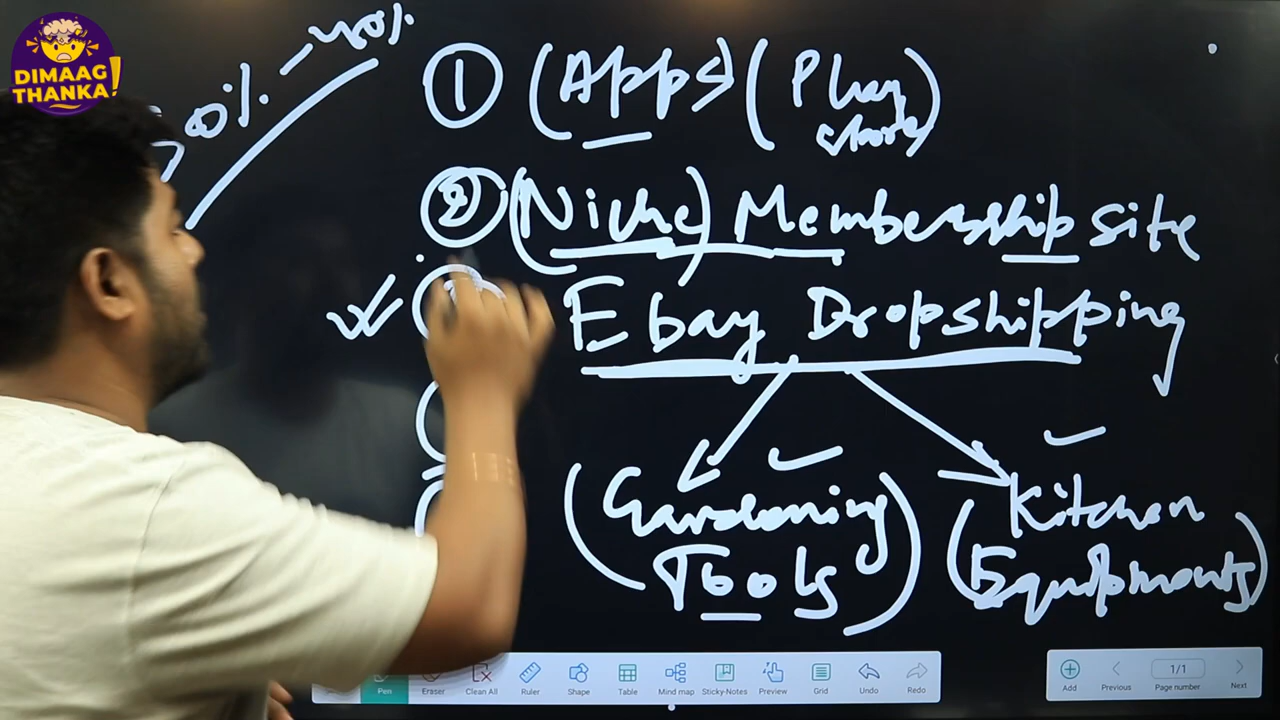 DIMAAG
THANKA!
40%
0%
1 (Apps) (Play
store)
2 (Niche) Membership site
Ebay Dropshipping
(Gardening
Tools)
(Kitchen
Equipments)
Pen
Eraser
Clean All
Ruler
Shape
Table
Mind map
Sticky-Notes
Preview
Grid
Undo
Redo
Add
Previous
1/1
Page number
Next